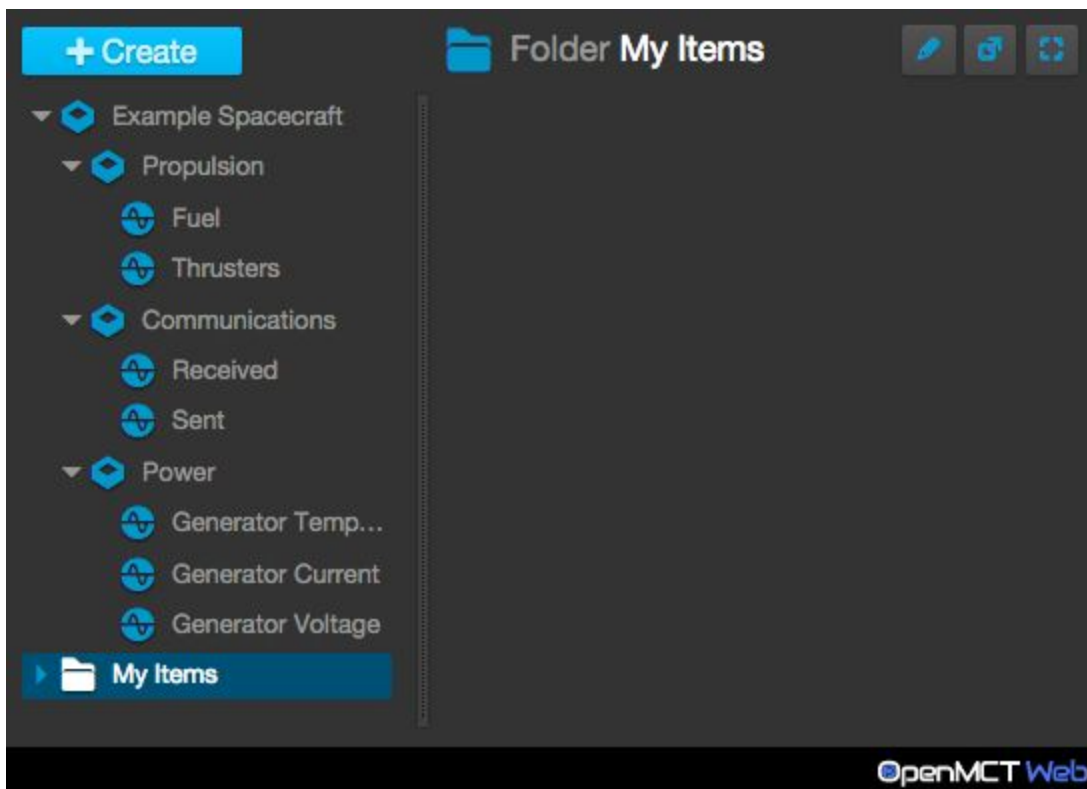 + Create
Folder My Items
Example Spacecraft
Propulsion
Fuel
Thrusters
Communications
Received
Sent
Power
Generator Temp...
Generator Current
Generator Voltage
My Items
OpenMCT Web